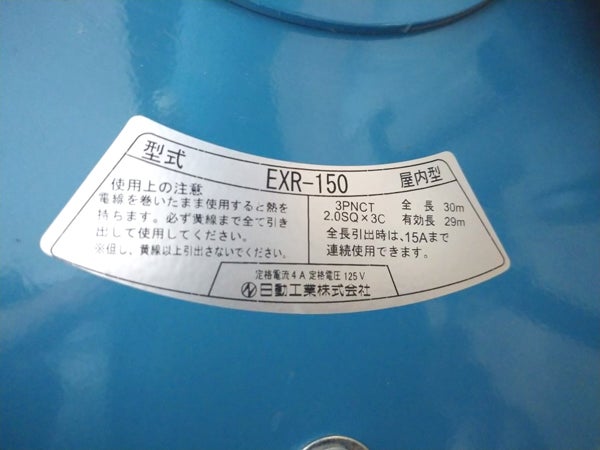 型式 EXR-150 屋内型
使用上の注意
電線を巻いたまま使用すると熱を
持ちます。必ず黄線まで全て引き
出して使用してください。
※但し、黄線以上引出さないでください。
3PNCT 全長 30m
2.0SQ×3C 有効長 29m
全長引出時は、15Aまで
連続使用できます。
定格電流4A 定格電圧125V
日動工業株式会社